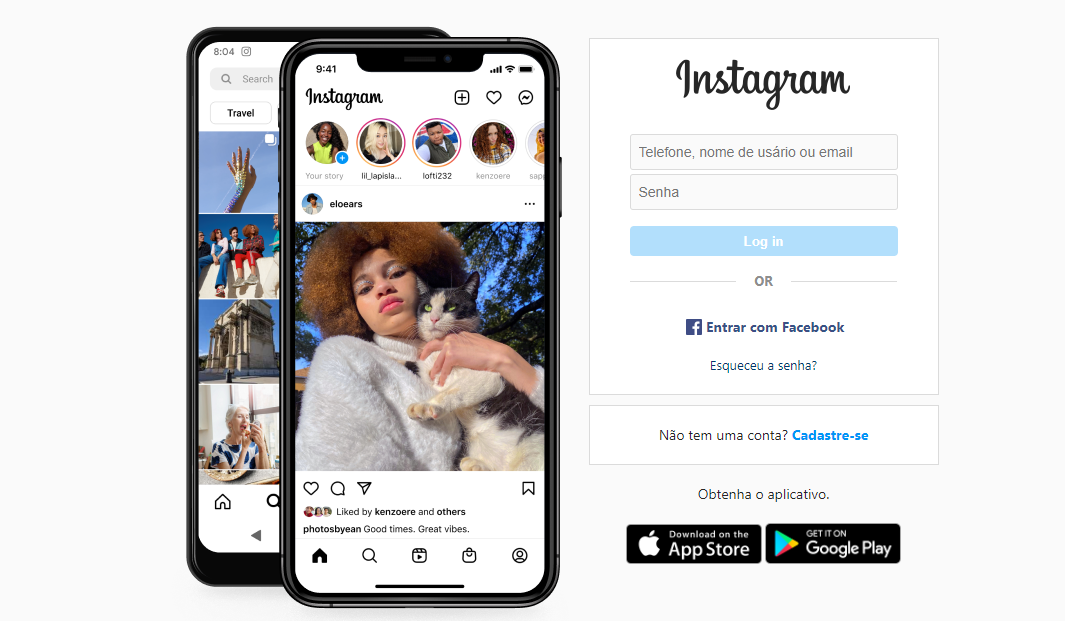 8:04
Search
Travel
9:41
Instagram
Your story
lil_lapisla...
lofti232
kenzoere
sap
eloears
Liked by kenzoere and others
photosbyean Good times. Great vibes.
Instagram
Telefone, nome de usário ou email
Senha
Log in
OR
Entrar com Facebook
Esqueceu a senha?
Não tem uma conta? Cadastre-se
Obtenha o aplicativo.
Download on the
App Store
GET IT ON
Google Play